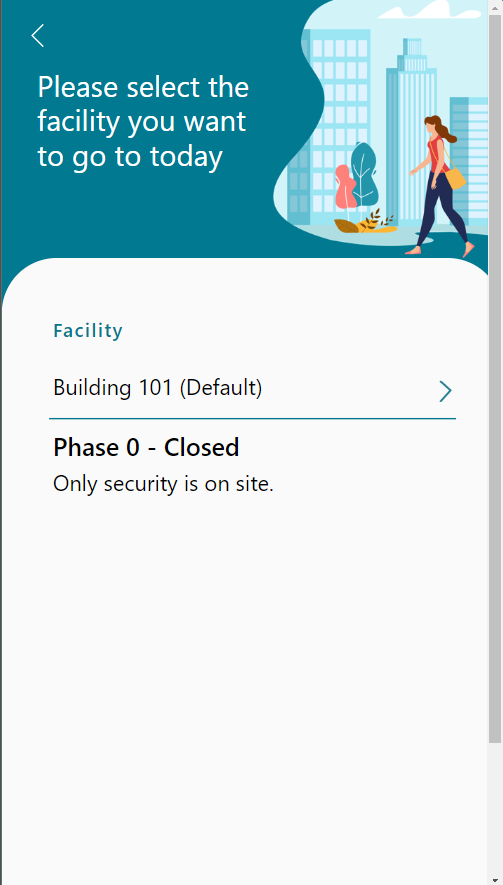 Please select the
facility you want
to go to today
Facility
Building 101 (Default)
Phase 0 - Closed
Only security is on site.